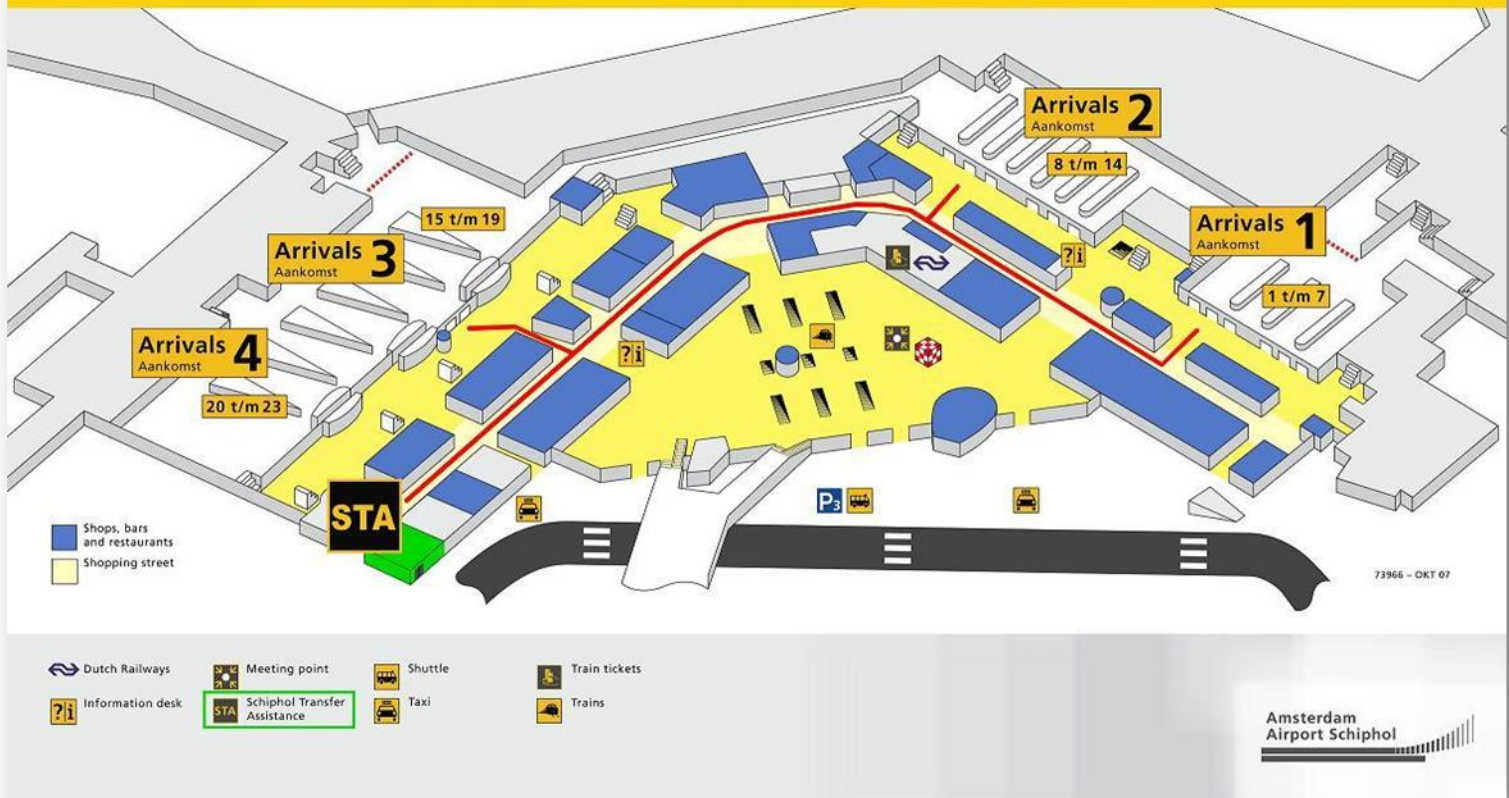 Arrivals 2
Aankomst
8 t/m 14
Arrivals 1
Aankomst
1 t/m 7
15 t/m 19
Arrivals 3
Aankomst
Arrivals 4
Aankomst
20 t/m 23
?i
?i
STA
P3
Shops, bars
and restaurants
Shopping street
73966 – OKT 07
Dutch Railways
Meeting point
Shuttle
Train tickets
?i
Information desk
STA
Schiphol Transfer
Assistance
Taxi
Trains
Amsterdam
Airport Schiphol